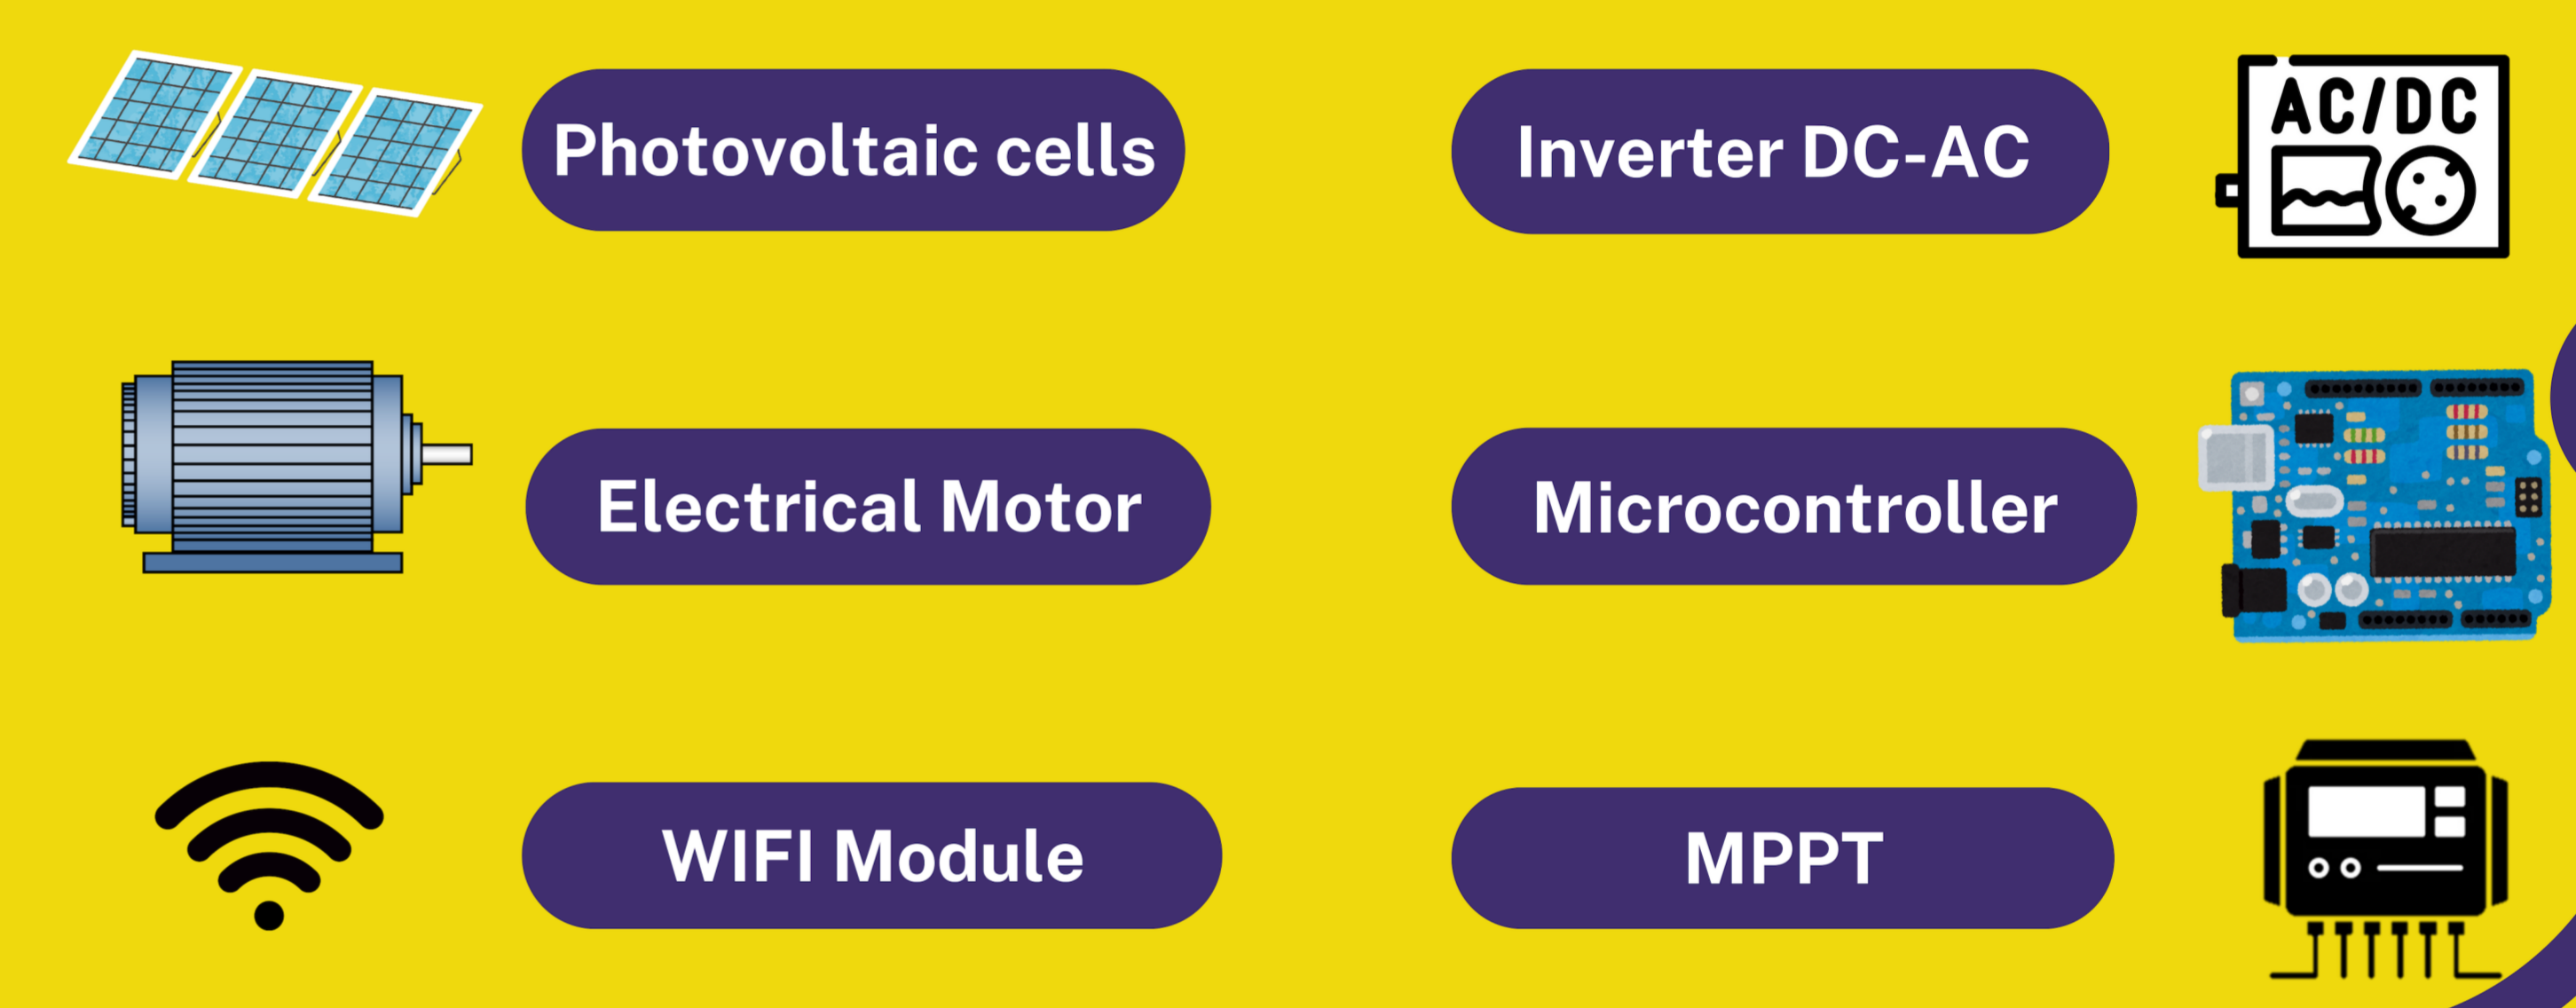 Photovoltaic cells
Inverter DC-AC
AC/DC
Electrical Motor
Microcontroller
WIFI Module
MPPT